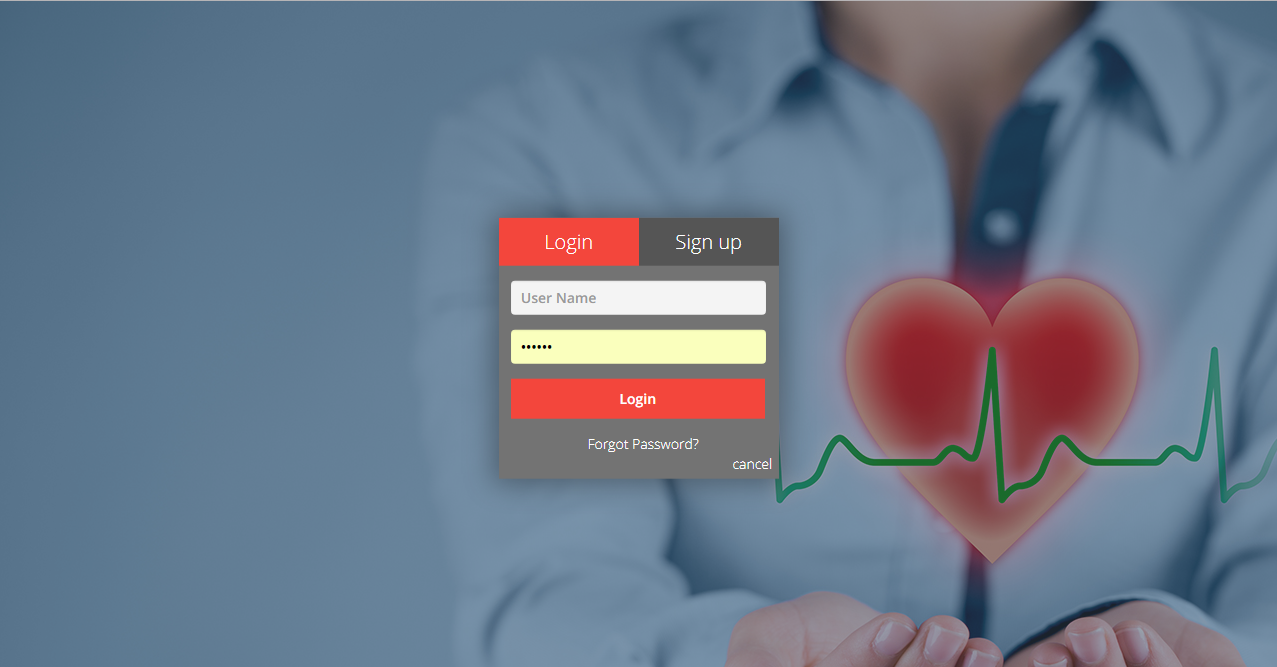 Login
Sign up
User Name
••••••
Login
Forgot Password?
cancel